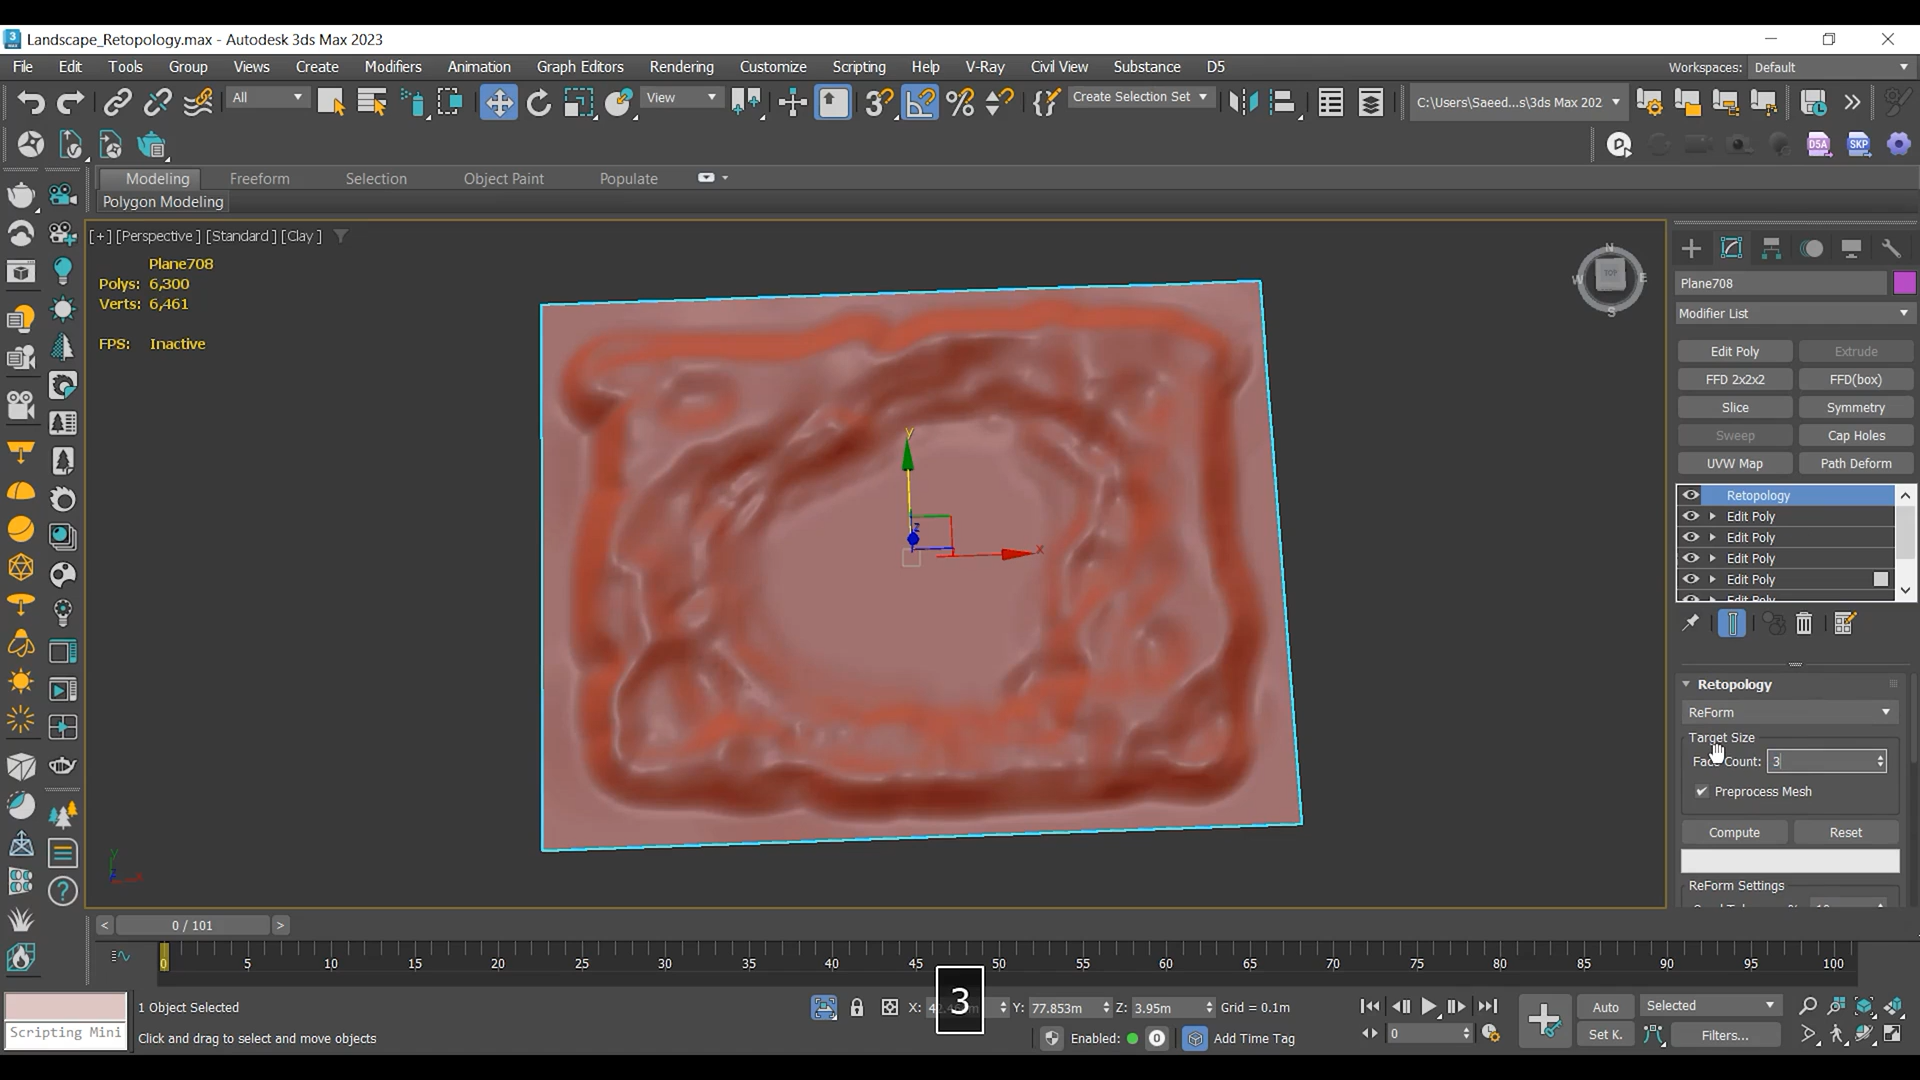 Landscape_Retopology.max - Autodesk 3ds Max 2023
File Edit Tools Group Views Create Modifiers Animation Graph Editors Rendering Customize Scripting Help V-Ray Civil View Substance D5 Workspaces: Default
All View Create Selection Set C:\Users\Saeed...s\3ds Max 202
D5A SKP
Modeling Freeform Selection Object Paint Populate
Polygon Modeling
[+] [Perspective ] [Standard ] [Clay ]
Plane708
Polys: 6,300
Verts: 6,461
FPS: Inactive
N
W TOP E
S
y
z
x
Plane708
Modifier List
Edit Poly Extrude
FFD 2x2x2 FFD(box)
Slice Symmetry
Sweep Cap Holes
UVW Map Path Deform
Retopology
Edit Poly
Edit Poly
Edit Poly
Edit Poly
Edit Poly
Retopology
ReForm
Target Size
Face Count: 3
Preprocess Mesh
Compute Reset
ReForm Settings
< 0 / 101 >
0 5 10 15 20 25 30 35 40 45 50 55 60 65 70 75 80 85 90 95 100
3
1 Object Selected X: Y: 77.853m Z: 3.95m Grid = 0.1m Auto Selected
Scripting Mini Click and drag to select and move objects Enabled: 0 Add Time Tag 0 Set K. Filters...